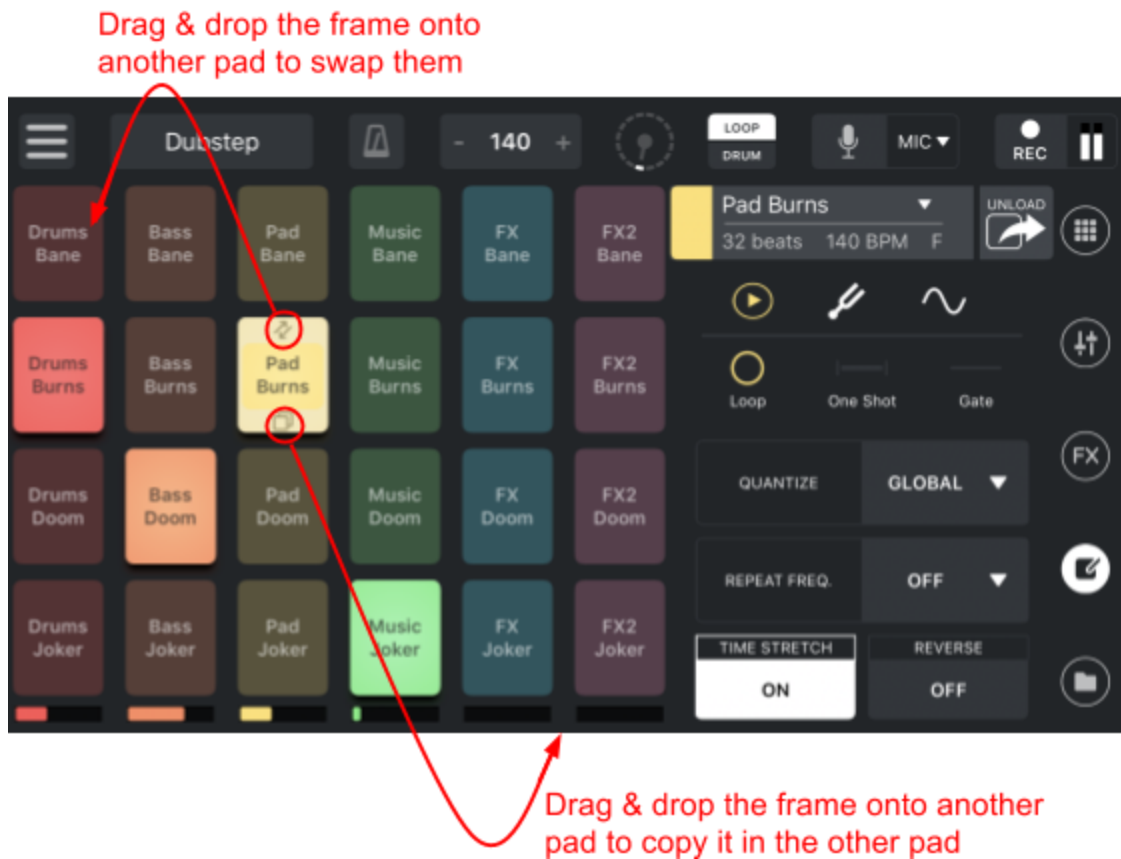 Drag & drop the frame onto
another pad to swap them
Dubstep
- 140 +
LOOP
DRUM
MIC
REC
Drums
Bane
Bass
Bane
Pad
Bane
Music
Bane
FX
Bane
FX2
Bane
Pad Burns
32 beats 140 BPM F
UNLOAD
Drums
Burns
Bass
Burns
Pad
Burns
Music
Burns
FX
Burns
FX2
Burns
Loop
One Shot
Gate
FX
Drums
Doom
Bass
Doom
Pad
Doom
Music
Doom
FX
Doom
FX2
Doom
QUANTIZE
GLOBAL
REPEAT FREQ.
OFF
Drums
Joker
Bass
Joker
Pad
Joker
Music
Joker
FX
Joker
FX2
Joker
TIME STRETCH
ON
REVERSE
OFF
Drag & drop the frame onto another
pad to copy it in the other pad